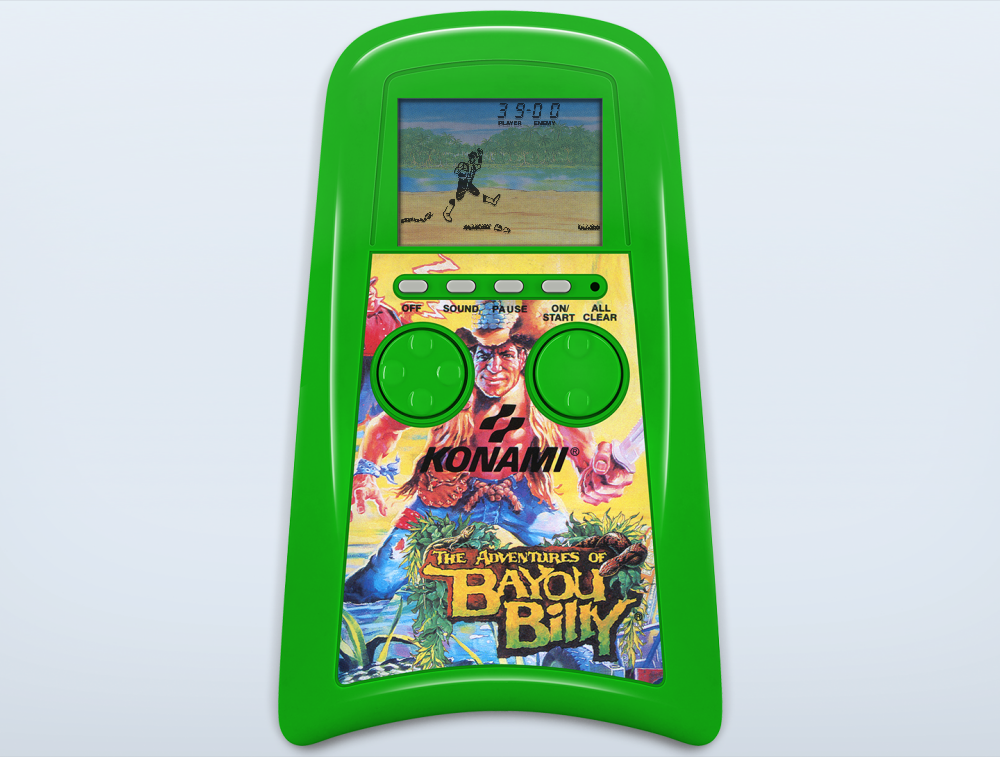 39-00
PLAYER ENEMY
OFF SOUND PAUSE ON/ START ALL CLEAR
KONAMI®
THE ADVENTURES OF
BAYOU
BILLY